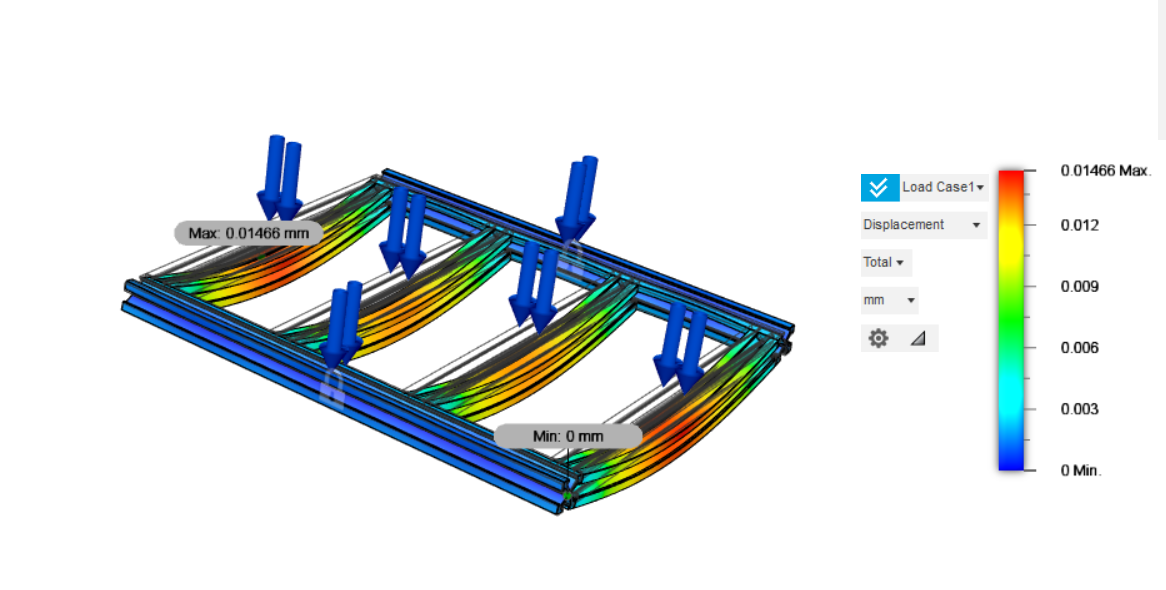 Max: 0.01466 mm
Min: 0 mm
Load Case1
Displacement
Total
mm
0.01466 Max.
0.012
0.009
0.006
0.003
0 Min.